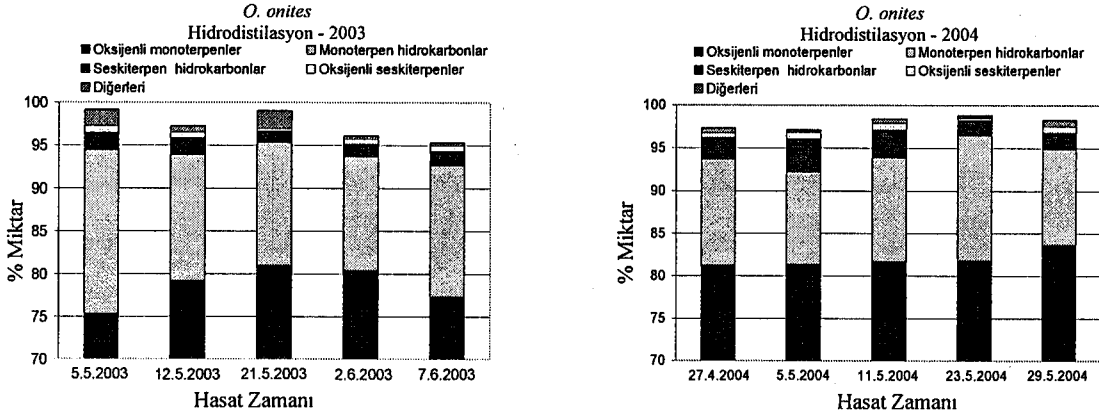 O. onites
Hidrodistilasyon - 2003
Oksijenli monoterpenler Monoterpen hidrokarbonlar
Seskiterpen hidrokarbonlar Oksijenli seskiterpenler
Diğerleri
% Miktar
100
95
90
85
80
75
70
5.5.2003 12.5.2003 21.5.2003 2.6.2003 7.6.2003
Hasat Zamanı
O. onites
Hidrodistilasyon - 2004
Oksijenli monoterpenler Monoterpen hidrokarbonlar
Seskiterpen hidrokarbonlar Oksijenli seskiterpenler
Diğerleri
% Miktar
100
95
90
85
80
75
70
27.4.2004 5.5.2004 11.5.2004 23.5.2004 29.5.2004
Hasat Zamanı